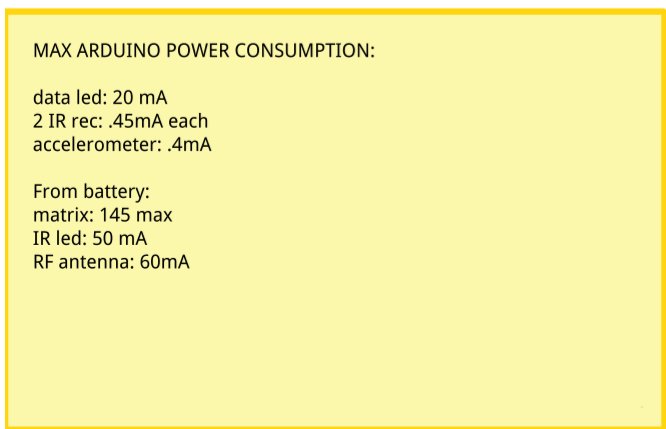 MAX ARDUINO POWER CONSUMPTION:
data led: 20 mA
2 IR rec: .45mA each
accelerometer: .4mA
From battery:
matrix: 145 max
IR led: 50 mA
RF antenna: 60mA